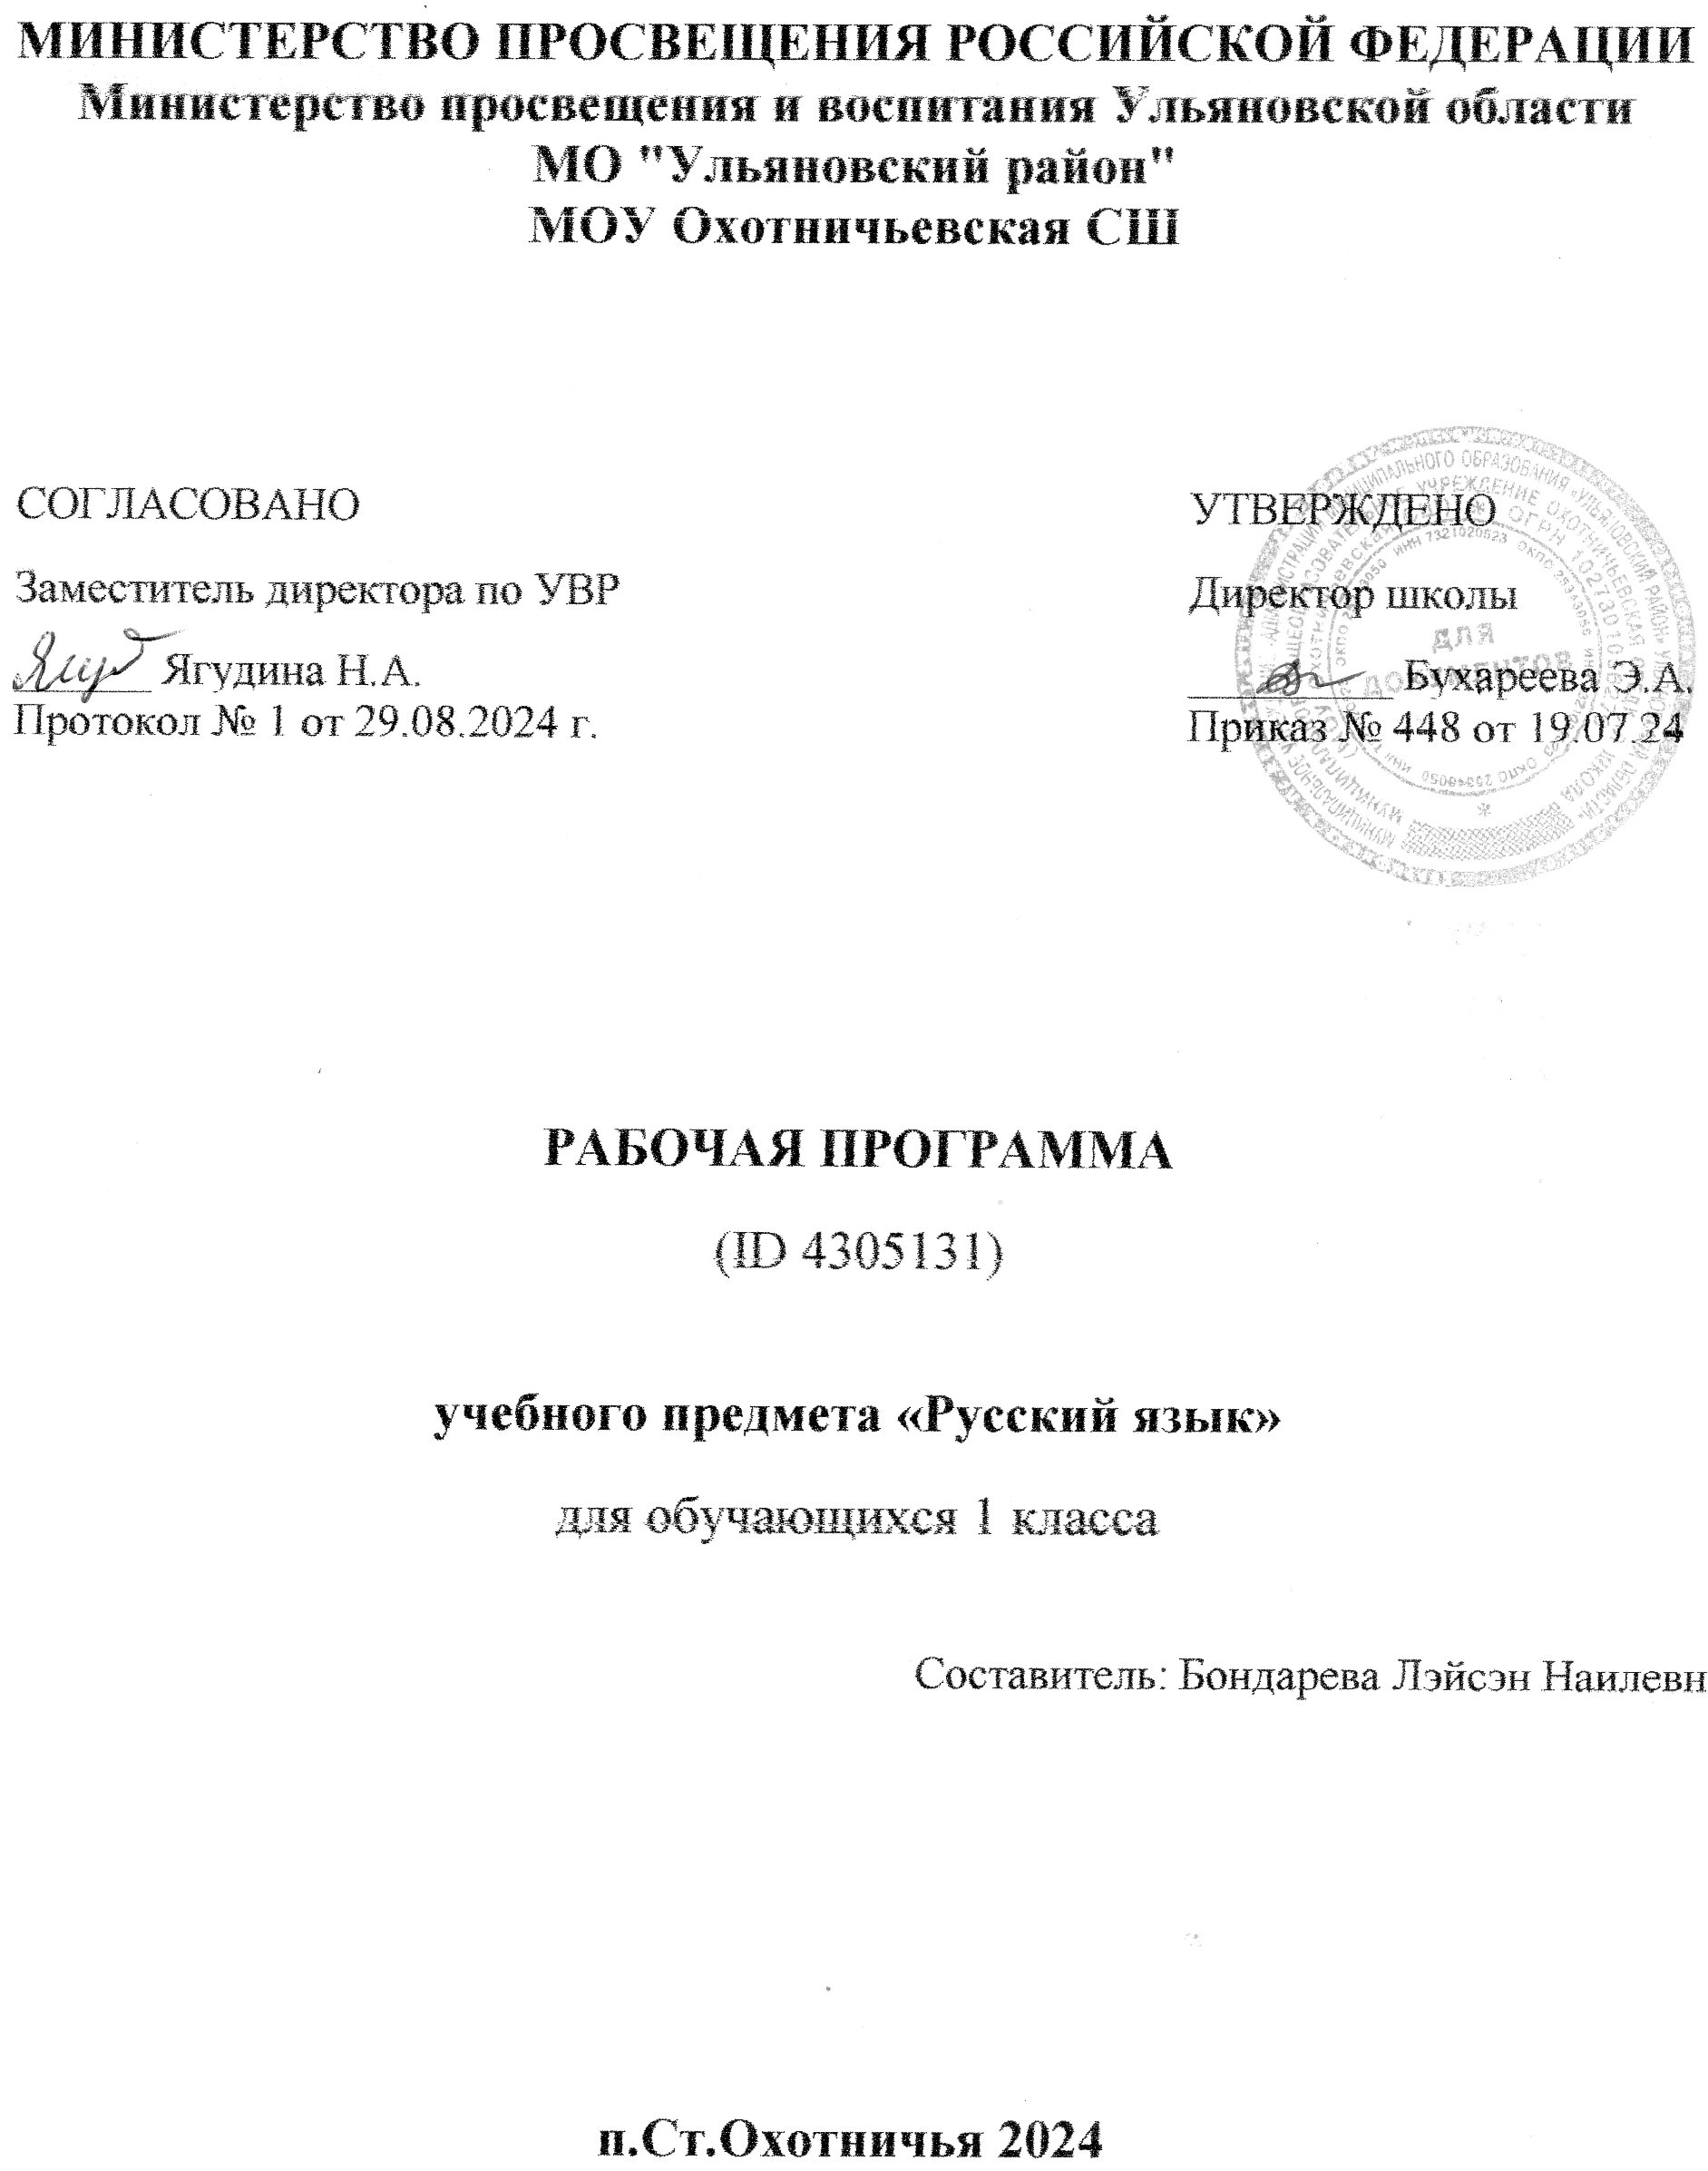 МИНИСТЕРСТВО ПРОСВЕЩЕНИЯ РОССИЙСКОЙ ФЕДЕРАЦИИ
Министерство просвещения и воспитания Ульяновской области
МО "Ульяновский район"
МОУ Охотничьевская СШ
СОГЛАСОВАНО
Заместитель директора по УВР
Ягудина Н.А.
Протокол № 1 от 29.08.2024 г.
УТВЕРЖДЕНО
Директор школы
Бухареева Э.А.
Приказ № 448 от 19.07.24
ДЛЯ
ДОКУМЕНТОВ
РАБОЧАЯ ПРОГРАММА
(ID 4305131)
учебного предмета «Русский язык»
для обучающихся 1 класса
Составитель: Бондарева Лэйсэн Наилевн
п.Ст.Охотничья 2024